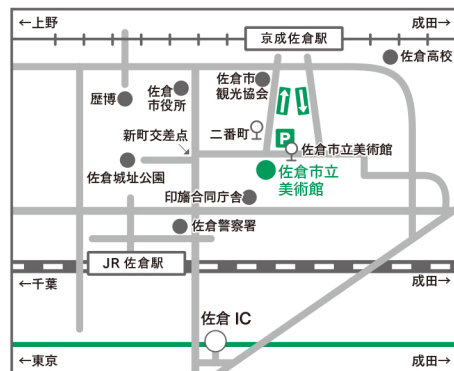 ←上野
成田→
京成佐倉駅
佐倉高校
歴博
佐倉
市役所
佐倉市
観光協会
新町交差点
二番町
P
佐倉市立美術館
佐倉城址公園
佐倉市立
美術館
印旛合同庁舎
佐倉警察署
JR 佐倉駅
←千葉
成田→
佐倉 IC
←東京
成田→